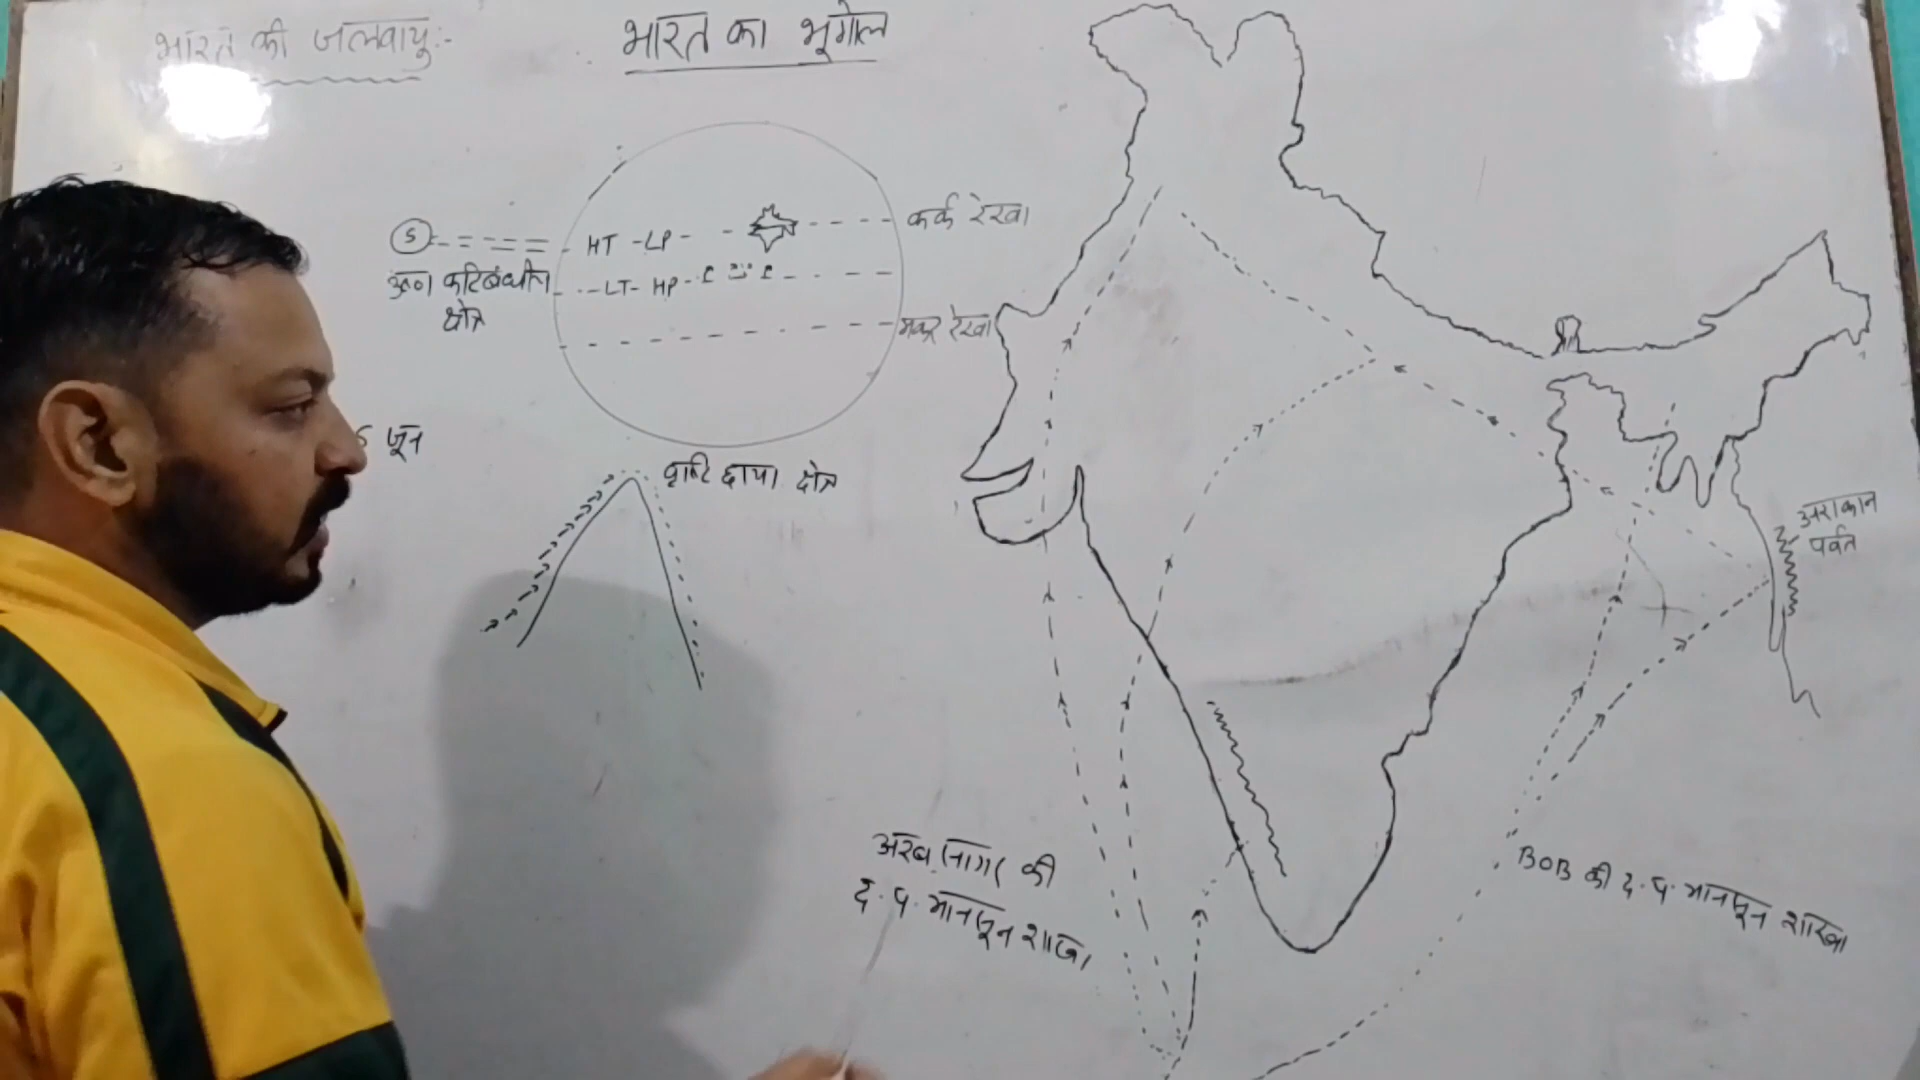 भारत की जलवायु:-
भारत का भूगोल
कर्क रेखा
S
HT - LP -
उष्ण कटिबंधीय
क्षेत्र
LT - HP -
मकर रेखा
जून
वृष्टि छाया क्षेत्र
अराकान
पर्वत
अरब सागर की
द. प. मानसून शाखा
BOB की द. प. मानसून शाखा